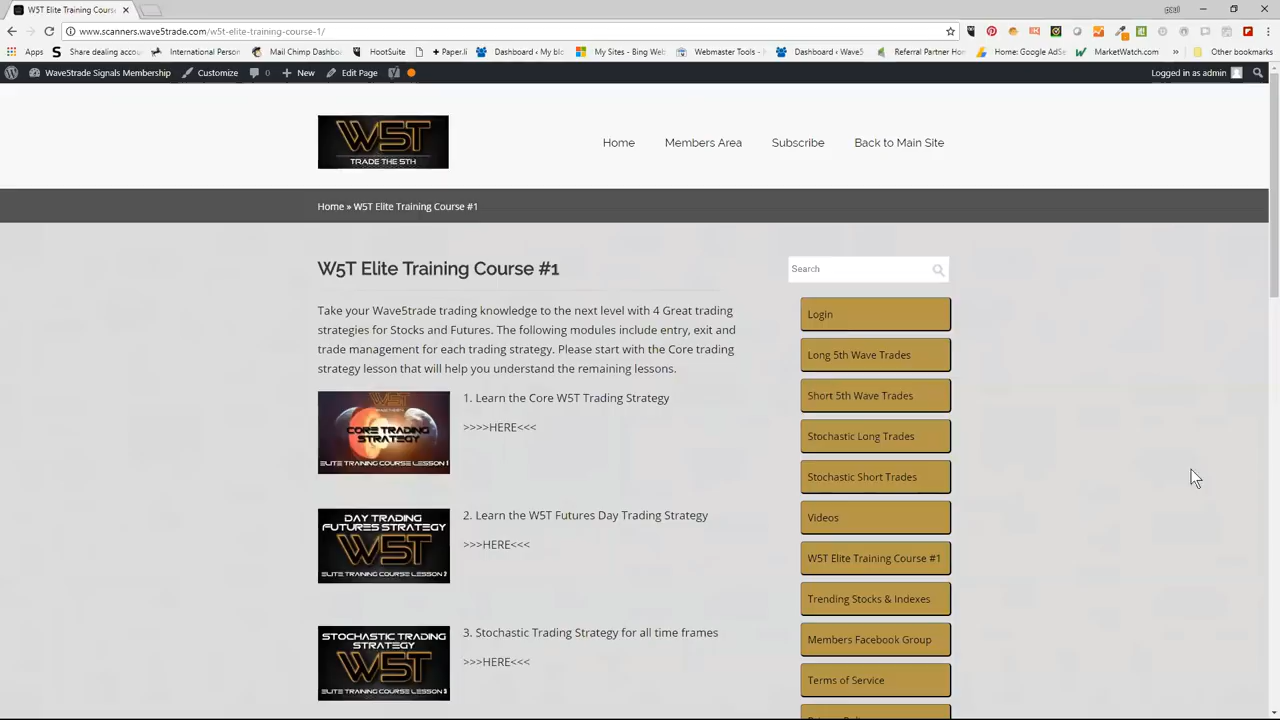 W5T Elite Training Course #1
www.scanners.wave5trade.com/w5t-elite-training-course-1/
Apps
Share dealing accou
International Person
Mail Chimp Dashboar
HootSuite
+ Paper.li
Dashboard ‹ My blo
My Sites - Bing Web
Webmaster Tools -
Dashboard ‹ Wave5
Referral Partner Hom
Home: Google AdSe
MarketWatch.com
»
Other bookmarks
Wave5trade Signals Membership
Customize
0
New
Edit Page
Logged in as admin
W5T
TRADE THE 5TH
Home
Members Area
Subscribe
Back to Main Site
Home » W5T Elite Training Course #1
W5T Elite Training Course #1
Take your Wave5trade trading knowledge to the next level with 4 Great trading
strategies for Stocks and Futures. The following modules include entry, exit and
trade management for each trading strategy. Please start with the Core trading
strategy lesson that will help you understand the remaining lessons.
W5T
CORE TRADING
STRATEGY
ELITE TRAINING COURSE LESSON 1
1. Learn the Core W5T Trading Strategy
>>>>HERE<<<
DAY TRADING
FUTURES STRATEGY
W5T
ELITE TRAINING COURSE LESSON 2
2. Learn the W5T Futures Day Trading Strategy
>>>HERE<<<
STOCHASTIC TRADING
STRATEGY
W5T
ELITE TRAINING COURSE LESSON 3
3. Stochastic Trading Strategy for all time frames
>>>HERE<<<
Search
Login
Long 5th Wave Trades
Short 5th Wave Trades
Stochastic Long Trades
Stochastic Short Trades
Videos
W5T Elite Training Course #1
Trending Stocks & Indexes
Members Facebook Group
Terms of Service